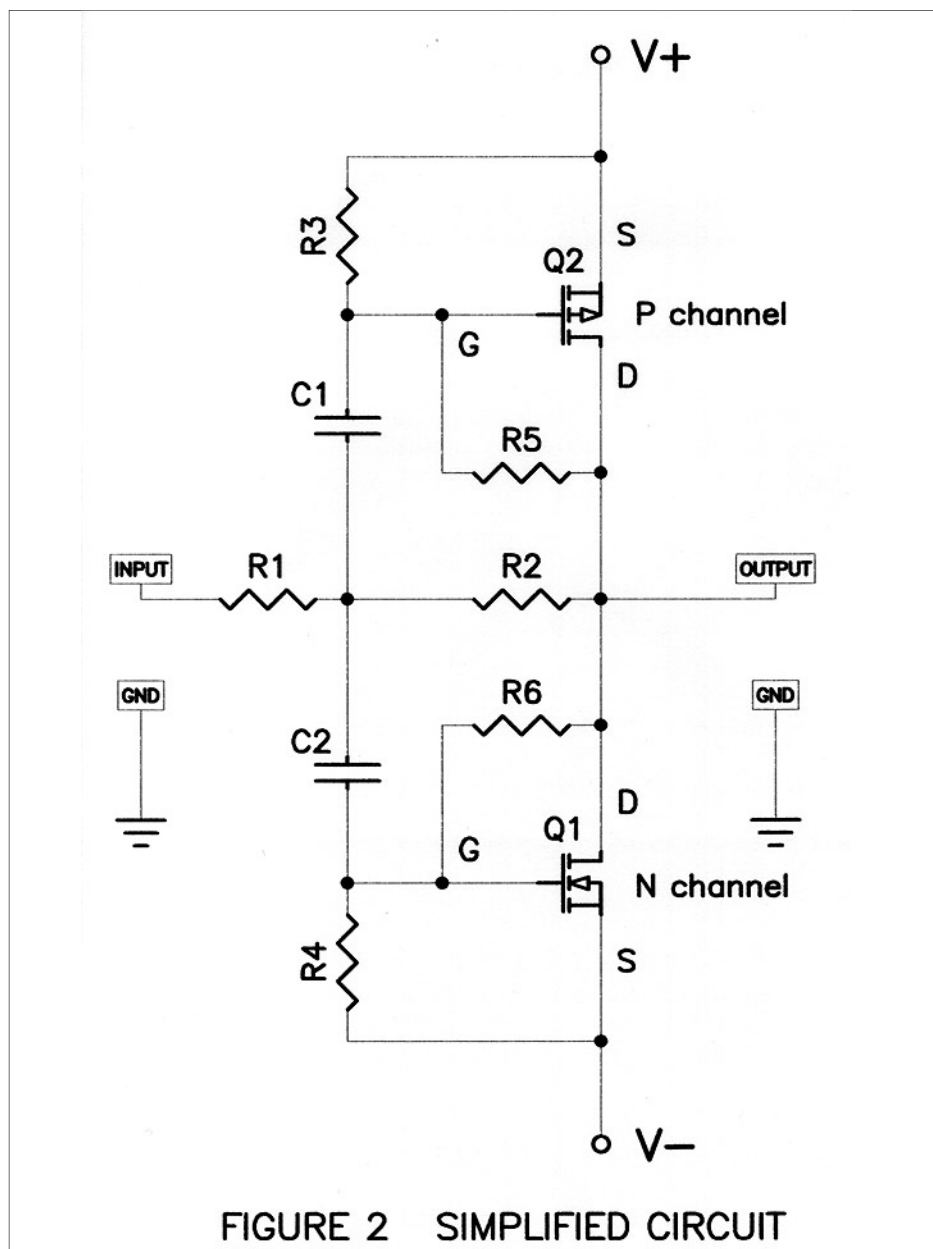 V+
R3
S
Q2
P channel
G
D
C1
R5
INPUT
R1
R2
OUTPUT
GND
R6
GND
C2
D
Q1
G
N channel
R4
S
V−
FIGURE 2 SIMPLIFIED CIRCUIT